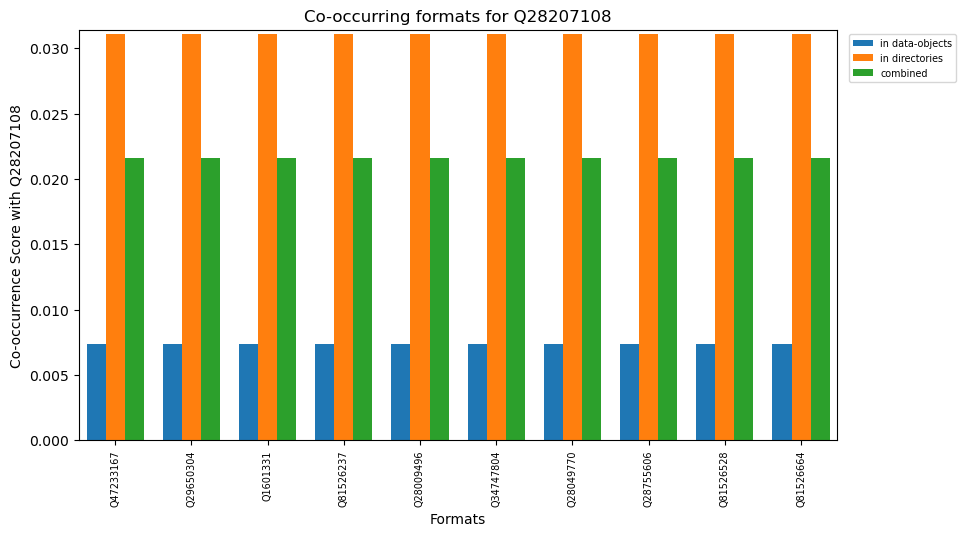 Co-occurring formats for Q28207108
in data-objects
in directories
combined
Co-occurrence Score with Q28207108
0.030
0.025
0.020
0.015
0.010
0.005
0.000
Q47233167
Q29650304
Q1601331
Q81526237
Q28009496
Q34747804
Q28049770
Q28755606
Q81526528
Q81526664
Formats